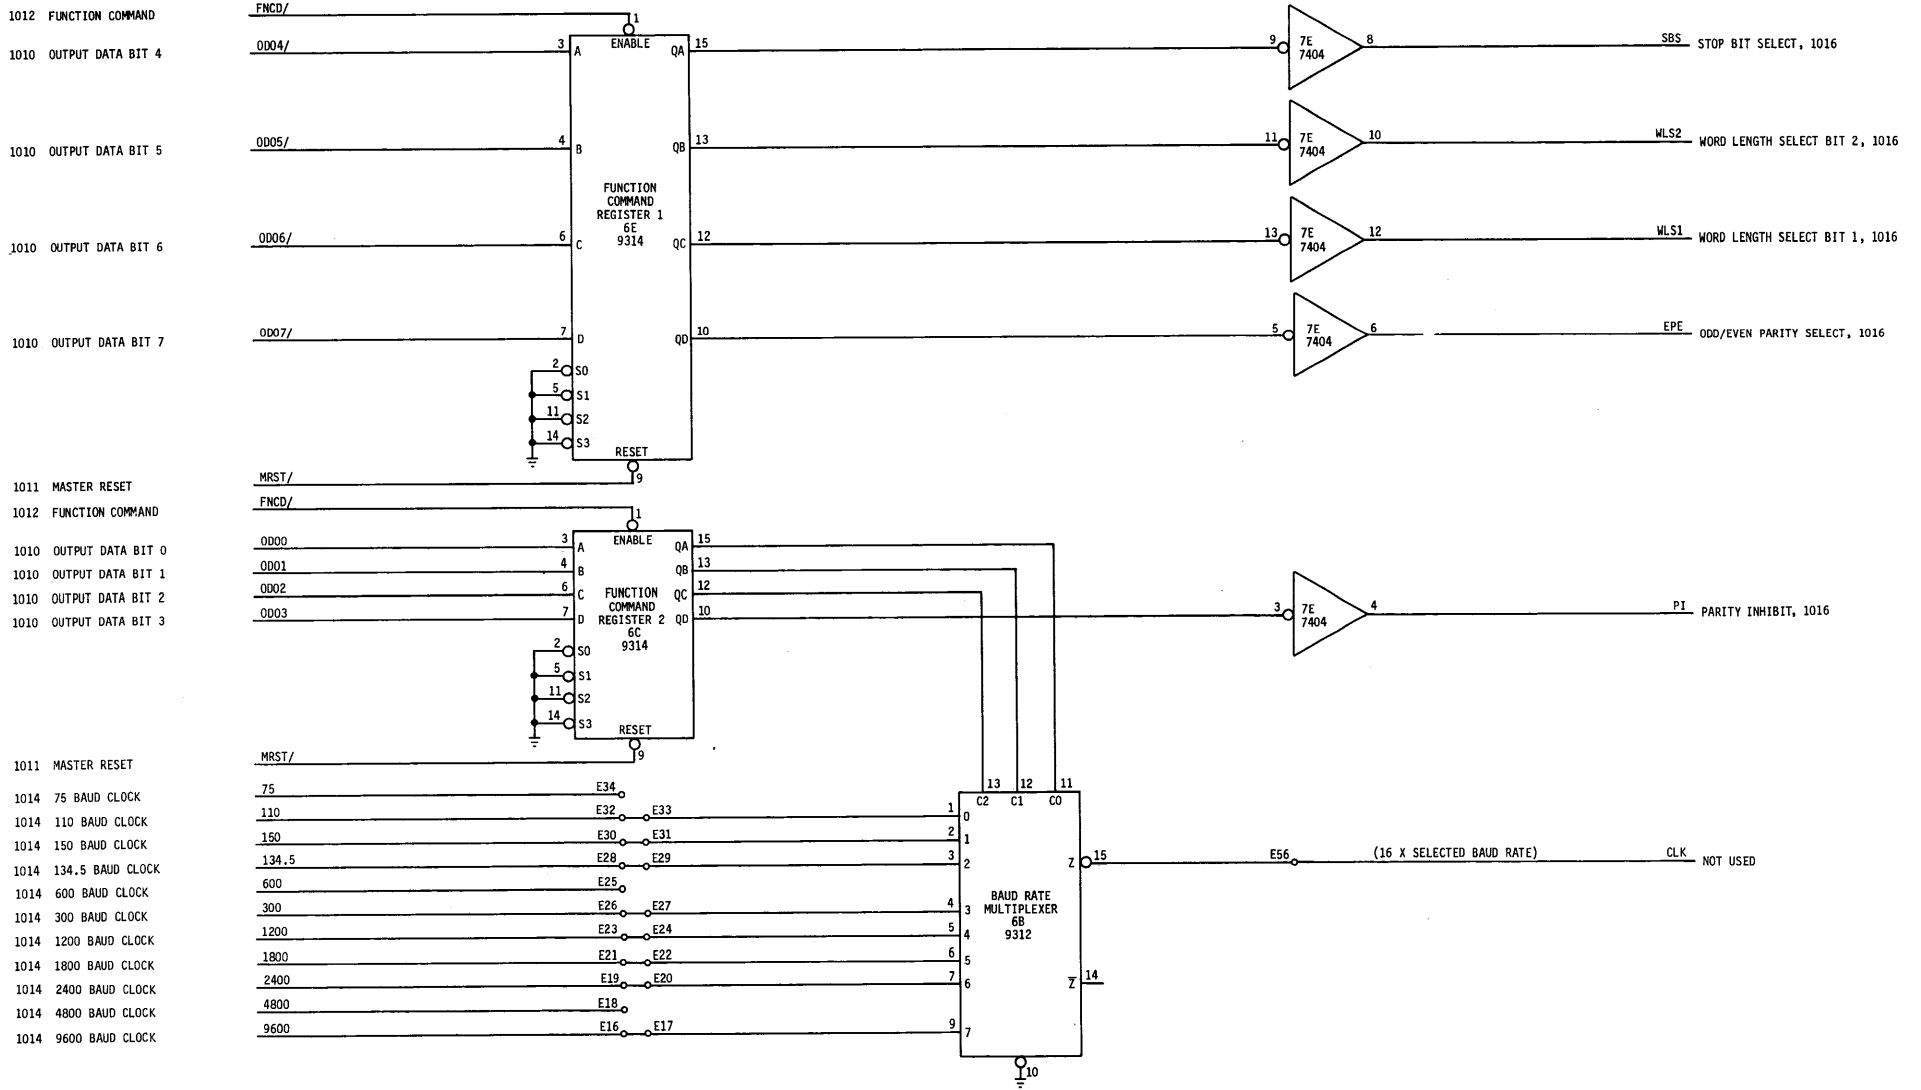 1012 FUNCTION COMMAND FNCD/ 1
ENABLE
1010 OUTPUT DATA BIT 4 OD04/ 3 A QA 15 9 7E 7404 8 SBS STOP BIT SELECT, 1016
1010 OUTPUT DATA BIT 5 OD05/ 4 B QB 13 11 7E 7404 10 WLS2 WORD LENGTH SELECT BIT 2, 1016
FUNCTION
COMMAND
REGISTER 1
6E
9314
1010 OUTPUT DATA BIT 6 OD06/ 6 C QC 12 13 7E 7404 12 WLS1 WORD LENGTH SELECT BIT 1, 1016
1010 OUTPUT DATA BIT 7 OD07/ 7 D QD 10 5 7E 7404 6 EPE ODD/EVEN PARITY SELECT, 1016
2 S0
5 S1
11 S2
14 S3
RESET
1011 MASTER RESET MRST/ 9
1012 FUNCTION COMMAND FNCD/ 1
ENABLE
1010 OUTPUT DATA BIT 0 OD00 3 A QA 15
1010 OUTPUT DATA BIT 1 OD01 4 B QB 13
1010 OUTPUT DATA BIT 2 OD02 6 C QC 12
1010 OUTPUT DATA BIT 3 OD03 7 D QD 10 3 7E 7404 4 PI PARITY INHIBIT, 1016
FUNCTION
COMMAND
REGISTER 2
6C
9314
2 S0
5 S1
11 S2
14 S3
RESET
1011 MASTER RESET MRST/ 9
13 12 11
C2 C1 C0
1014 75 BAUD CLOCK 75 E34
1014 110 BAUD CLOCK 110 E32 E33 1 0
1014 150 BAUD CLOCK 150 E30 E31 2 1
1014 134.5 BAUD CLOCK 134.5 E28 E29 3 2 Z 15 E56 (16 X SELECTED BAUD RATE) CLK NOT USED
1014 600 BAUD CLOCK 600 E25
1014 300 BAUD CLOCK 300 E26 E27 4 3
BAUD RATE
MULTIPLEXER
6B
9312
1014 1200 BAUD CLOCK 1200 E23 E24 5 4
1014 1800 BAUD CLOCK 1800 E21 E22 6 5
1014 2400 BAUD CLOCK 2400 E19 E20 7 6 Z̅ 14
1014 4800 BAUD CLOCK 4800 E18
1014 9600 BAUD CLOCK 9600 E16 E17 9 7
10